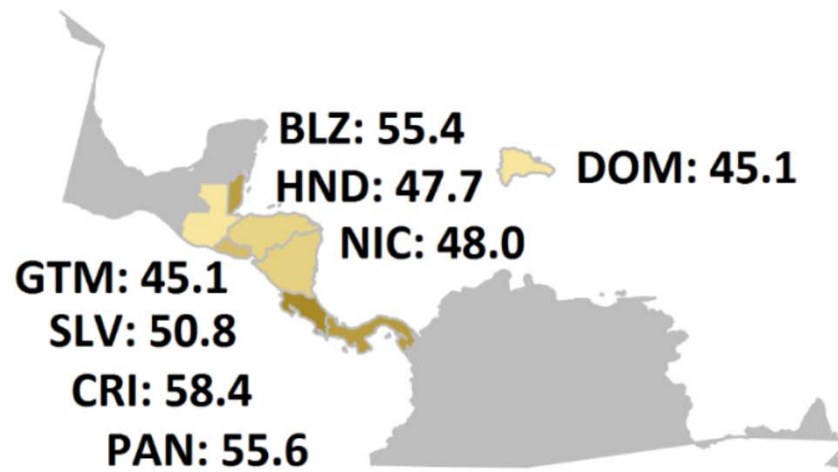 BLZ: 55.4
HND: 47.7
DOM: 45.1
NIC: 48.0
GTM: 45.1
SLV: 50.8
CRI: 58.4
PAN: 55.6